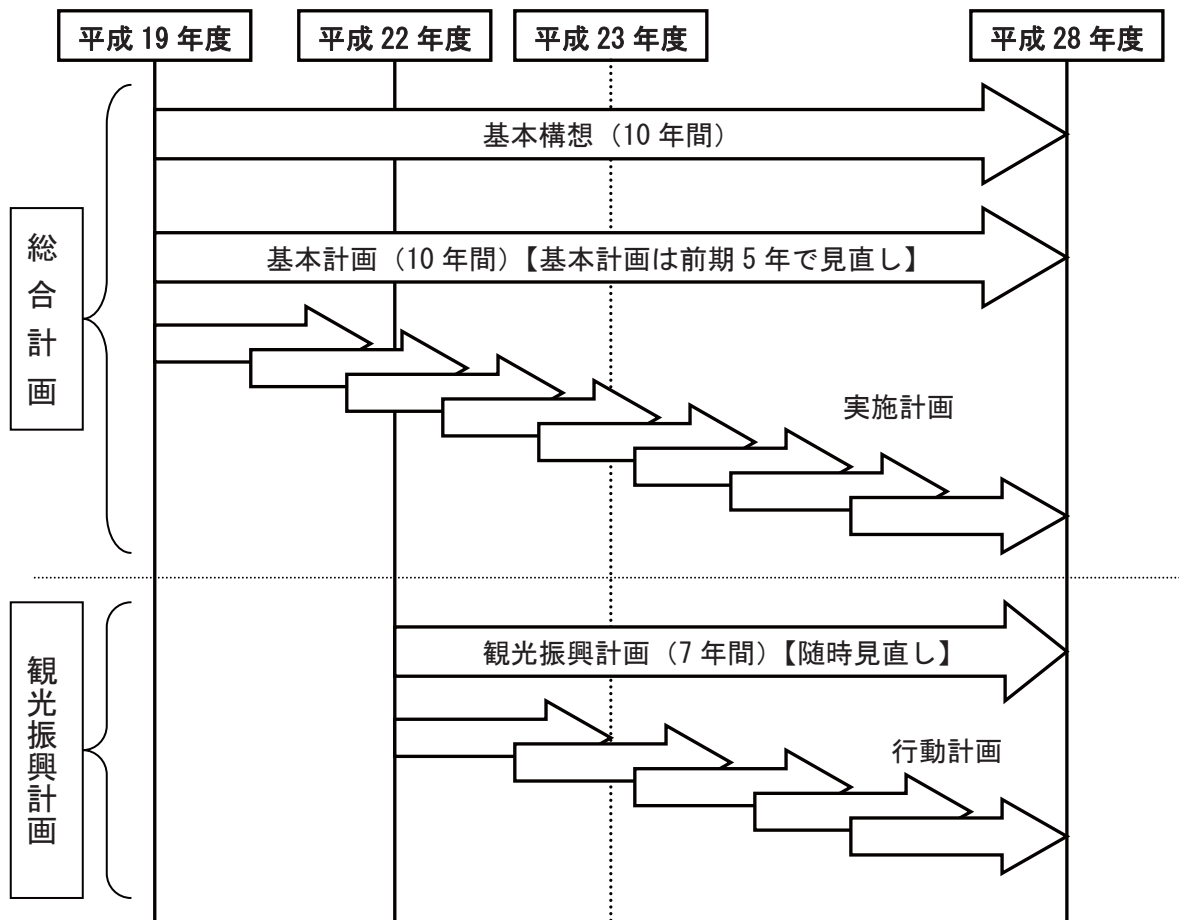 平成 19 年度
平成 22 年度
平成 23 年度
平成 28 年度
基本構想（10 年間）
総合計画
基本計画（10 年間）【基本計画は前期 5 年で見直し】
実施計画
観光振興計画
観光振興計画（7 年間）【随時見直し】
行動計画